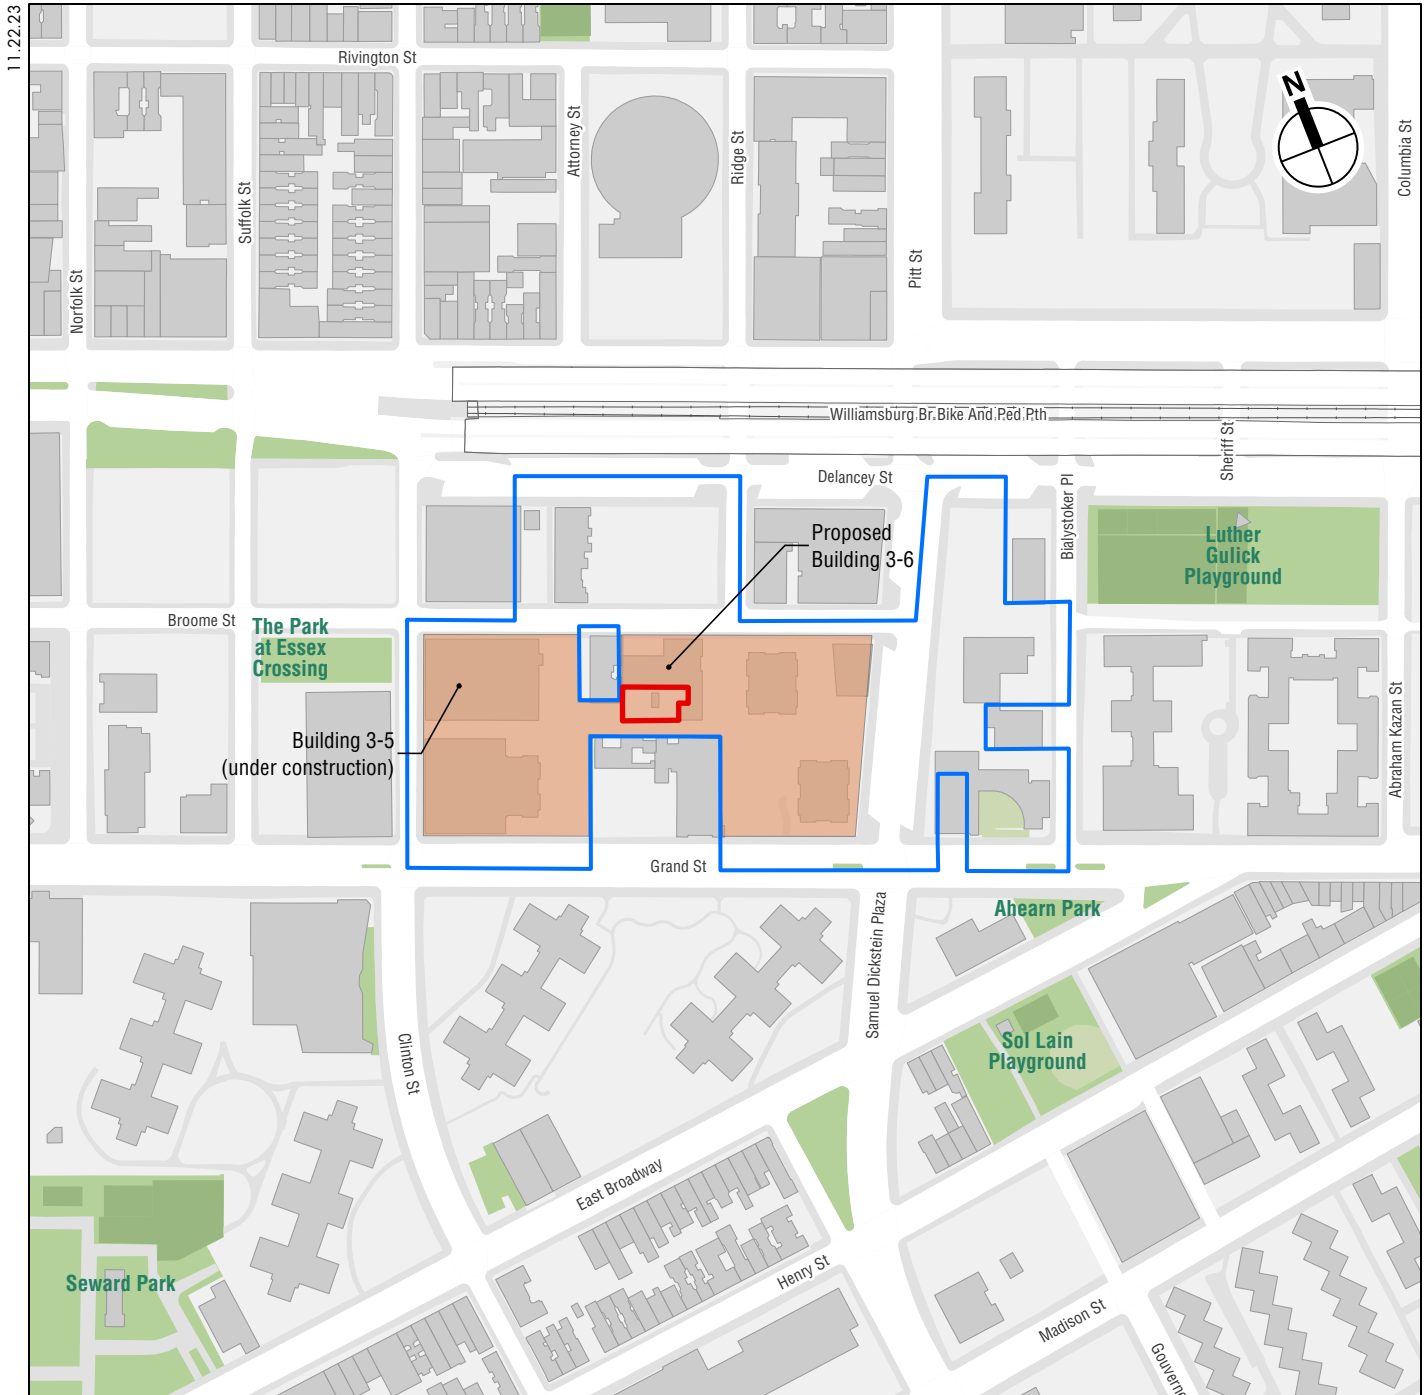 11.22.23
Rivington St
N
Attorney St
Ridge St
Columbia St
Suffolk St
Pitt St
Norfolk St
Williamsburg Br Bike And Ped Pth
Sheriff St
Delancey St
Bialystoker Pl
Proposed
Building 3-6
Luther
Gulick
Playground
Broome St
The Park
at Essex
Crossing
Abraham Kazan St
Building 3-5
(under construction)
Grand St
Samuel Dickstein Plaza
Ahearn Park
Clinton St
Sol Lain
Playground
East Broadway
Seward Park
Henry St
Madison St